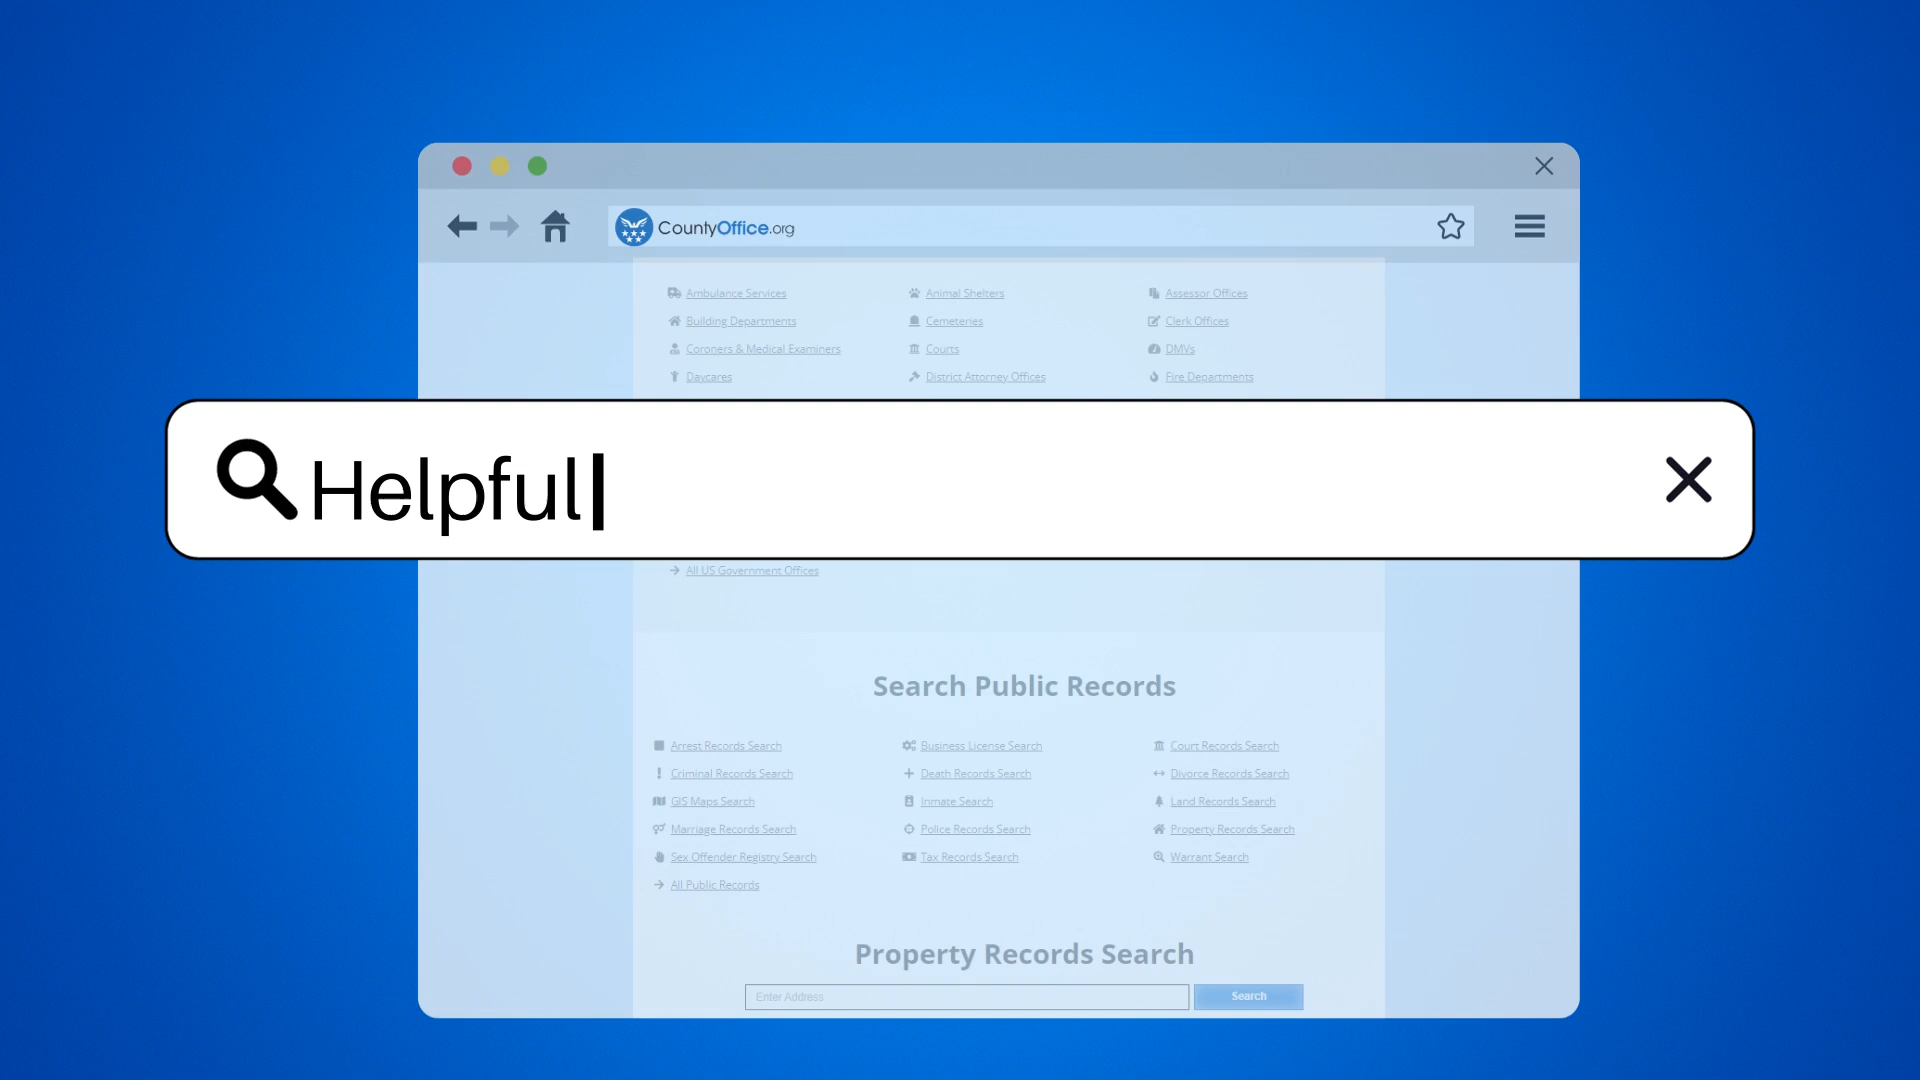 CountyOffice.org
Ambulance Services Animal Shelters Assessor Offices
Building Departments Cemeteries Clerk Offices
Coroners & Medical Examiners Courts DMVs
Daycares District Attorney Offices Fire Departments
Helpful
All US Government Offices
Search Public Records
Arrest Records Search Business License Search Court Records Search
Criminal Records Search Death Records Search Divorce Records Search
GIS Maps Search Inmate Search Land Records Search
Marriage Records Search Police Records Search Property Records Search
Sex Offender Registry Search Tax Records Search Warrant Search
All Public Records
Property Records Search
Enter Address Search